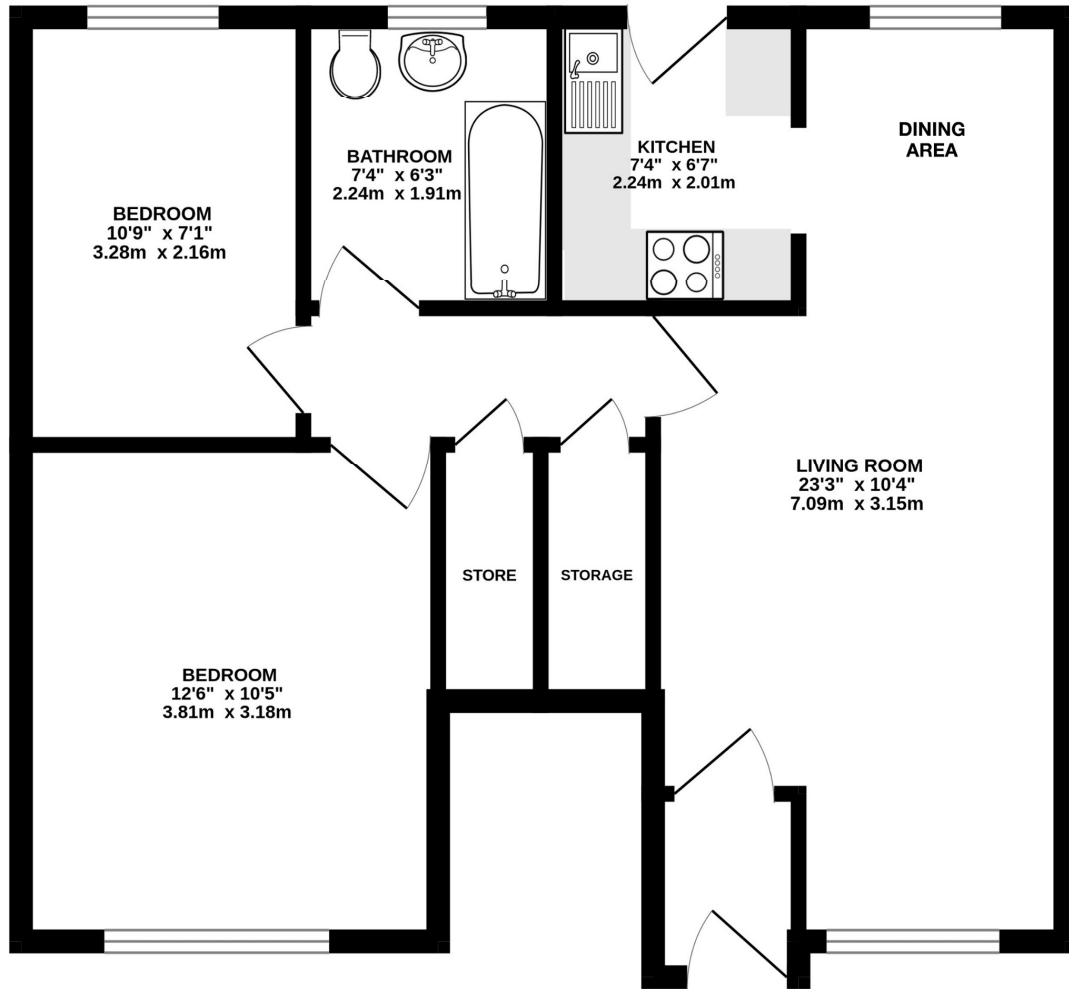 BEDROOM
10'9" x 7'1"
3.28m x 2.16m
BATHROOM
7'4" x 6'3"
2.24m x 1.91m
KITCHEN
7'4" x 6'7"
2.24m x 2.01m
DINING
AREA
LIVING ROOM
23'3" x 10'4"
7.09m x 3.15m
BEDROOM
12'6" x 10'5"
3.81m x 3.18m
STORE
STORAGE